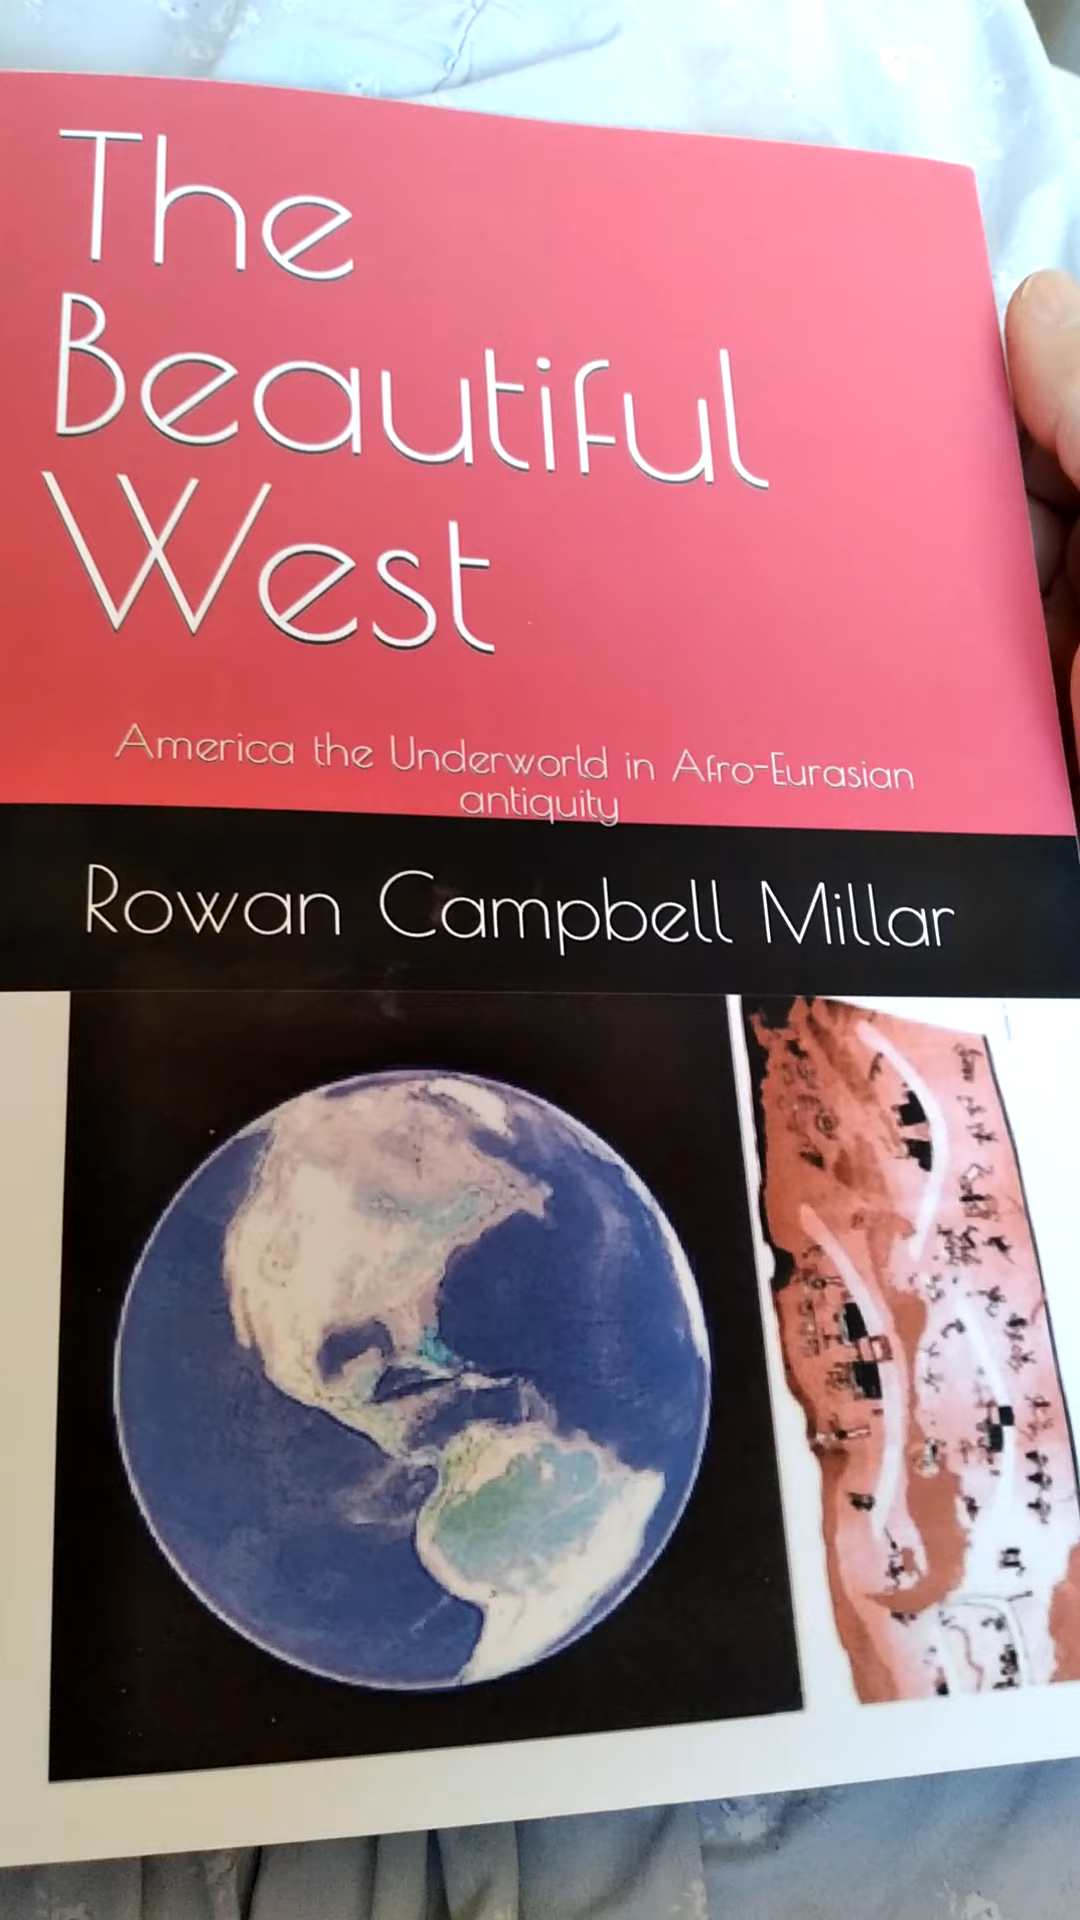 The
Beautiful
West
America the Underworld in Afro-Eurasian
antiquity
Rowan Campbell Millar